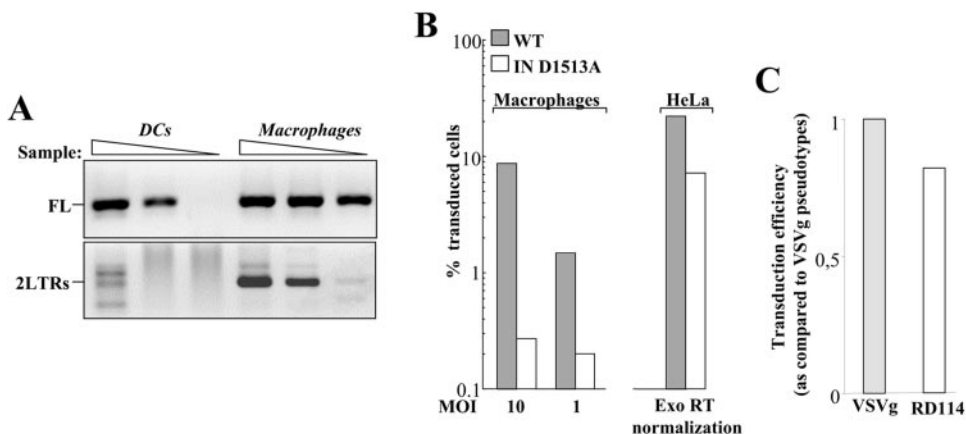 A
DCs Macrophages
Sample:
FL
2LTRs
B
100
10
1
0.1
% transduced cells
WT
IN D1513A
Macrophages HeLa
MOI 10 1 Exo RT
normalization
C
Transduction efficiency
(as compared to VSVg pseudotypes)
1
0,5
0
VSVg RD114